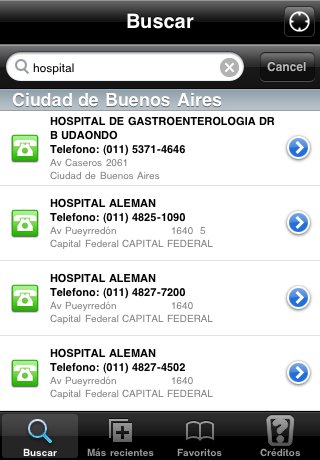 Buscar
hospital
Cancel
Ciudad de Buenos Aires
HOSPITAL DE GASTROENTEROLOGIA DR
B UDAONDO
Telefono: (011) 5371-4646
Av Caseros 2061
Ciudad de Buenos Aires
HOSPITAL ALEMAN
Telefono: (011) 4825-1090
Av Pueyrredón 1640 5
Capital Federal CAPITAL FEDERAL
HOSPITAL ALEMAN
Telefono: (011) 4827-7200
Av Pueyrredón 1640
Capital Federal CAPITAL FEDERAL
HOSPITAL ALEMAN
Telefono: (011) 4827-4502
Av Pueyrredón 1640
Capital Federal CAPITAL FEDERAL
Buscar
Más recientes
Favoritos
Créditos